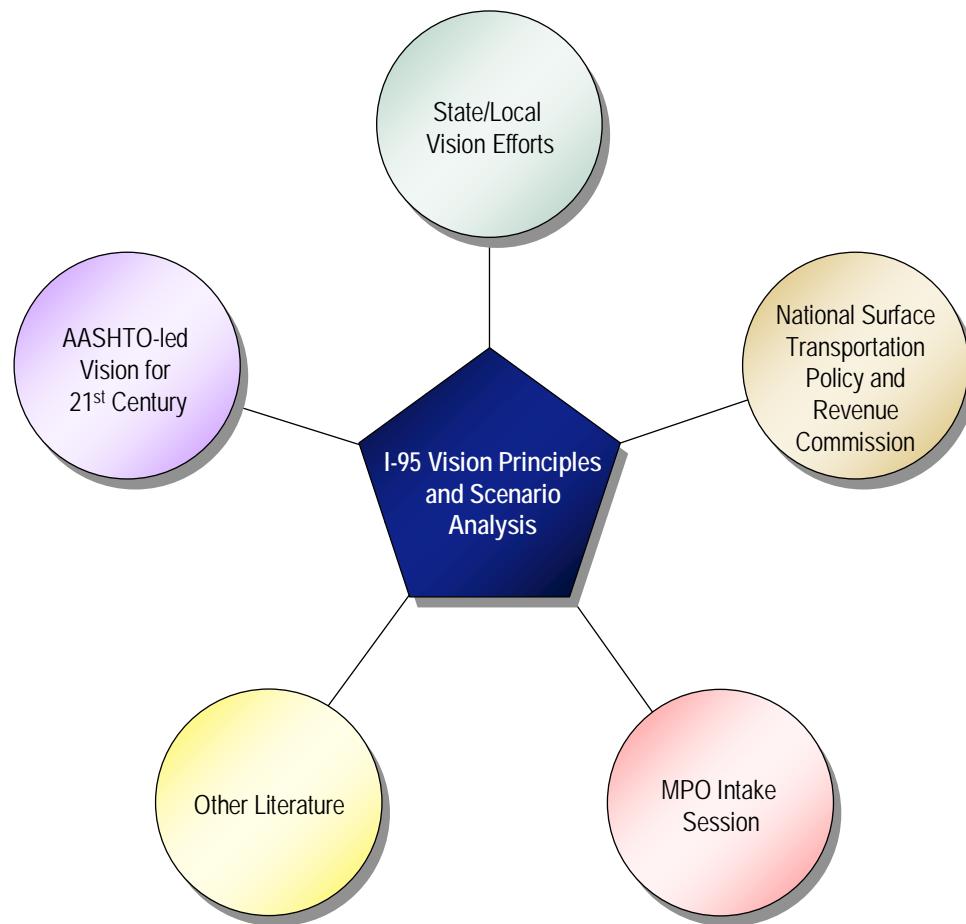 State/Local
Vision Efforts
AASHTO-led
Vision for
21st Century
National Surface
Transportation
Policy and
Revenue
Commission
I-95 Vision Principles
and Scenario
Analysis
Other Literature
MPO Intake
Session